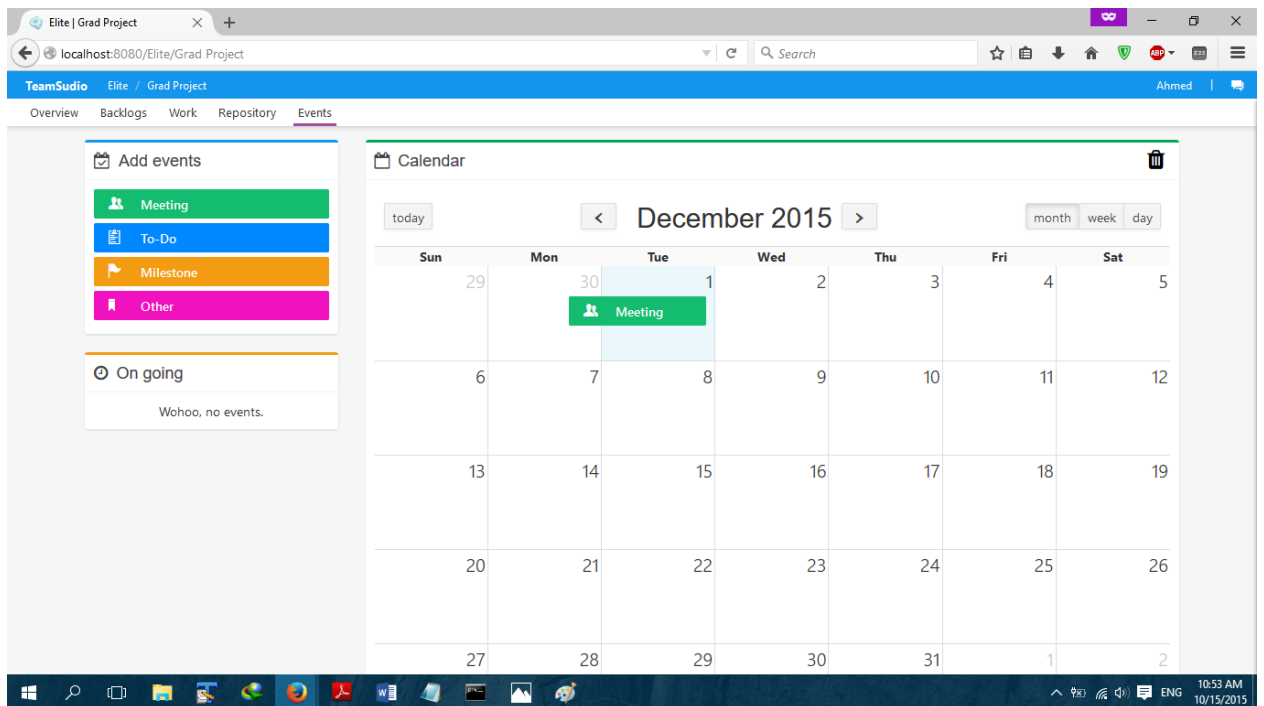 Elite | Grad Project
localhost:8080/Elite/Grad Project
Search
ABP
zzz
TeamSudio Elite / Grad Project Ahmed |
Overview Backlogs Work Repository Events
Add events
Meeting
To-Do
Milestone
Other
On going
Wohoo, no events.
Calendar
today < December 2015 > month week day
Sun Mon Tue Wed Thu Fri Sat
29 30 1 2 3 4 5
Meeting
6 7 8 9 10 11 12
13 14 15 16 17 18 19
20 21 22 23 24 25 26
27 28 29 30 31 1 2
ENG
10:53 AM
10/15/2015